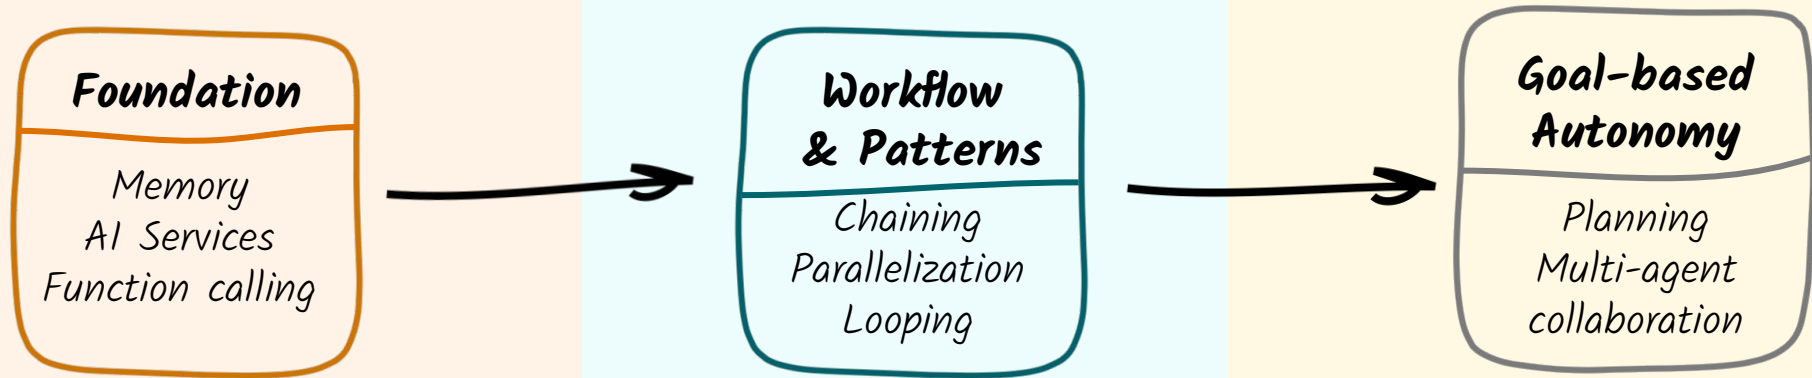 Foundation
Memory
AI Services
Function calling
Workflow
& Patterns
Chaining
Parallelization
Looping
Goal-based
Autonomy
Planning
Multi-agent
collaboration